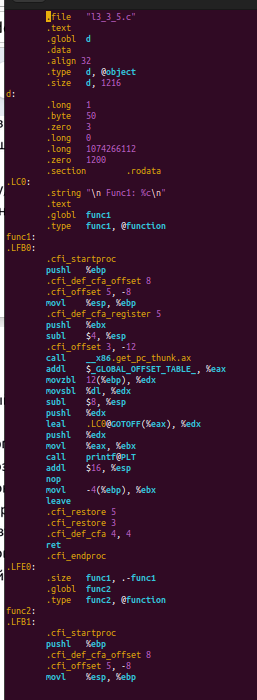 .file "l3_3_5.c"
.text
.globl d
.data
.align 32
.type d, @object
.size d, 1216
d:
.long 1
.byte 50
.zero 3
.long 0
.long 1074266112
.zero 1200
.section .rodata
.LC0:
.string "\n Func1: %c\n"
.text
.globl func1
.type func1, @function
func1:
.LFB0:
.cfi_startproc
pushl %ebp
.cfi_def_cfa_offset 8
.cfi_offset 5, -8
movl %esp, %ebp
.cfi_def_cfa_register 5
pushl %ebx
subl $4, %esp
.cfi_offset 3, -12
call __x86.get_pc_thunk.ax
addl $_GLOBAL_OFFSET_TABLE_, %eax
movzbl 12(%ebp), %edx
movsbl %dl, %edx
subl $8, %esp
pushl %edx
leal .LC0@GOTOFF(%eax), %edx
pushl %edx
movl %eax, %ebx
call printf@PLT
addl $16, %esp
nop
movl -4(%ebp), %ebx
leave
.cfi_restore 5
.cfi_restore 3
.cfi_def_cfa 4, 4
ret
.cfi_endproc
.LFE0:
.size func1, .-func1
.globl func2
.type func2, @function
func2:
.LFB1:
.cfi_startproc
pushl %ebp
.cfi_def_cfa_offset 8
.cfi_offset 5, -8
movl %esp, %ebp